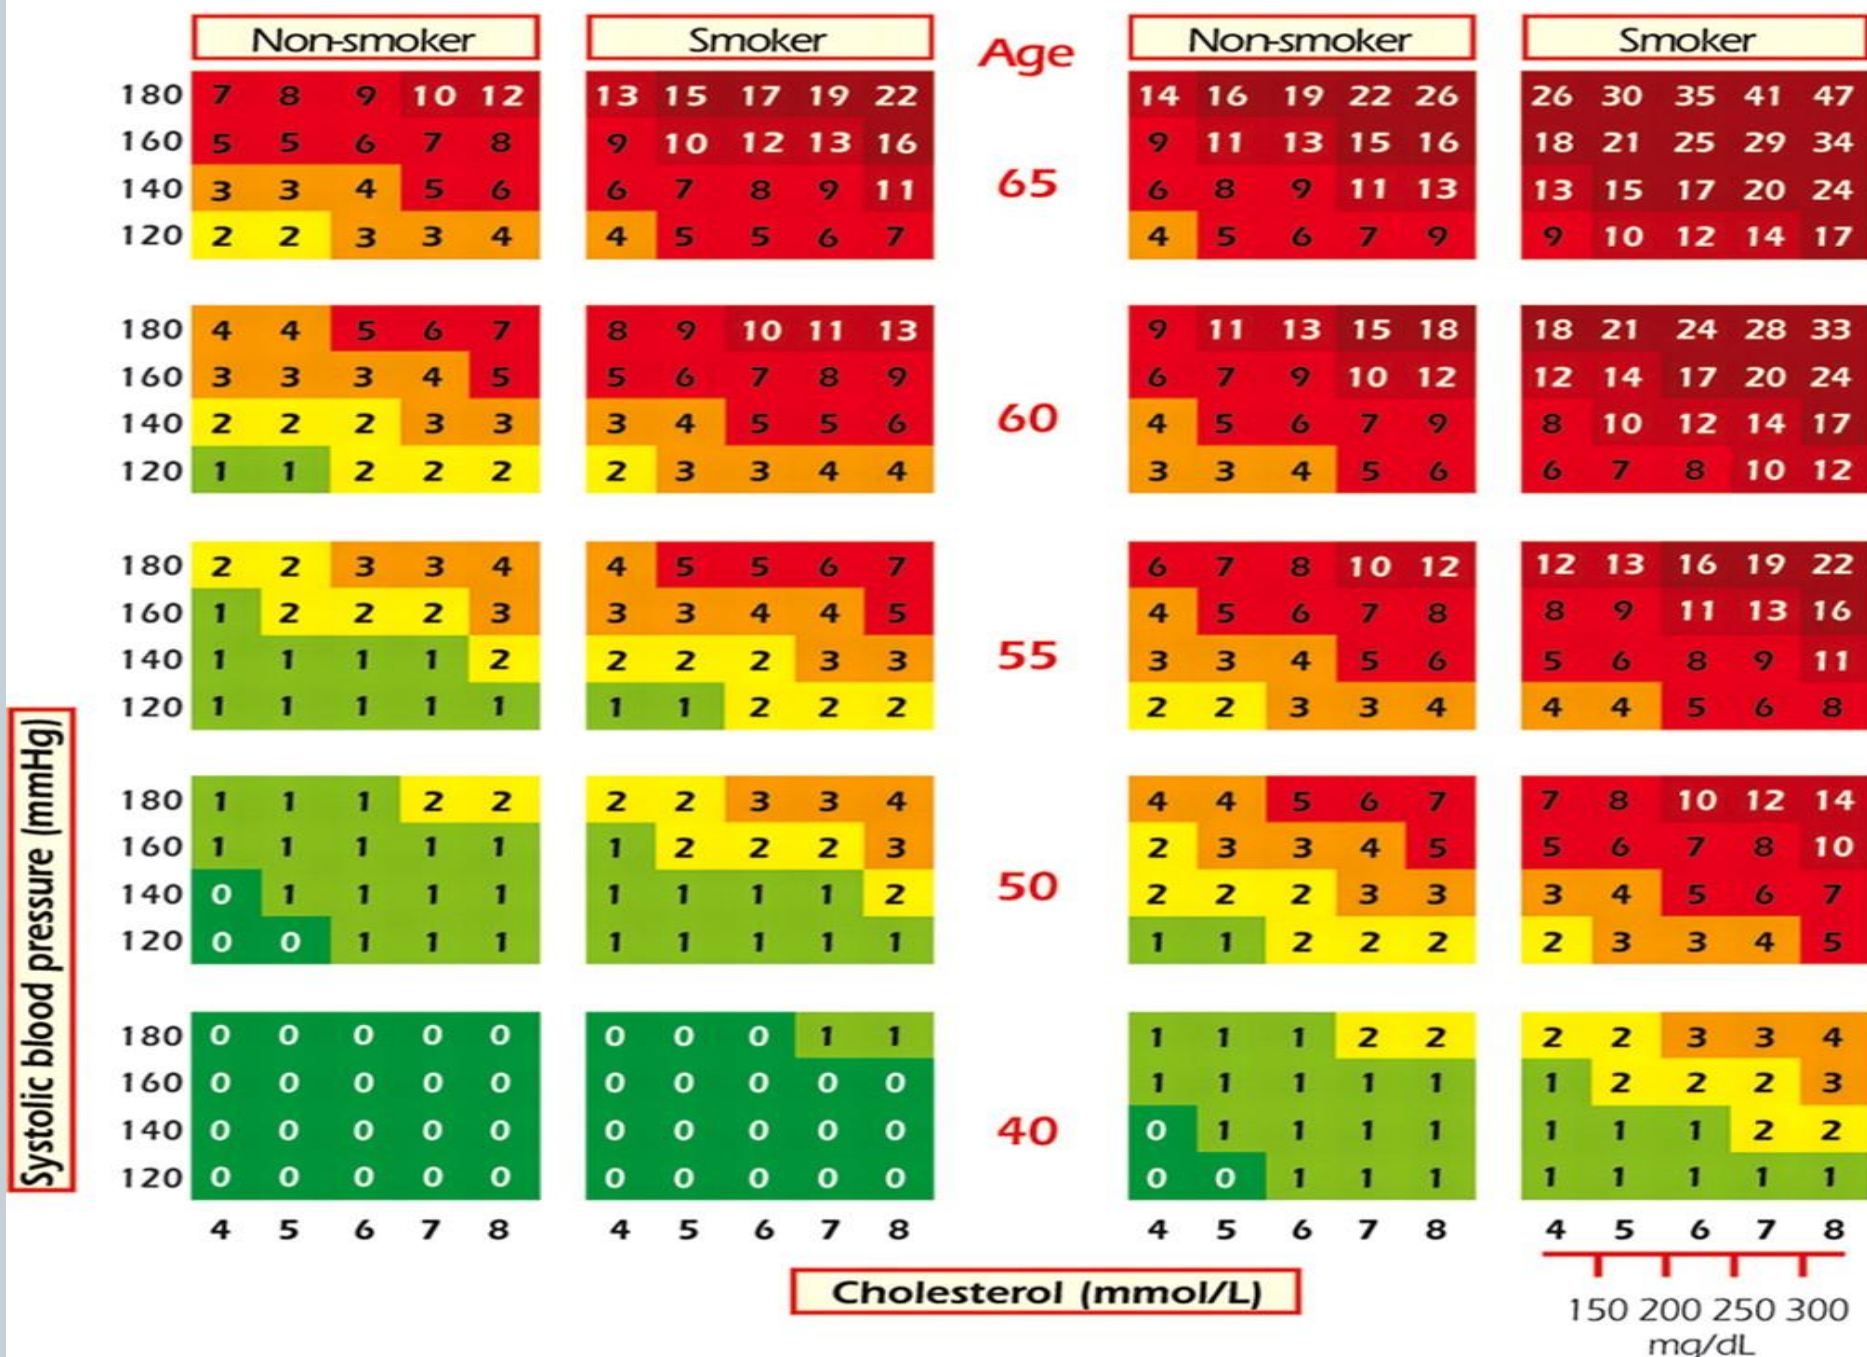 Non-smoker Smoker Age Non-smoker Smoker
180 7 8 9 10 12 13 15 17 19 22 14 16 19 22 26 26 30 35 41 47
160 5 5 6 7 8 9 10 12 13 16 9 11 13 15 16 18 21 25 29 34
65
140 3 3 4 5 6 6 7 8 9 11 6 8 9 11 13 13 15 17 20 24
120 2 2 3 3 4 4 5 5 6 7 4 5 6 7 9 9 10 12 14 17
180 4 4 5 6 7 8 9 10 11 13 9 11 13 15 18 18 21 24 28 33
160 3 3 3 4 5 5 6 7 8 9 6 7 9 10 12 12 14 17 20 24
60
140 2 2 2 3 3 3 4 5 5 6 4 5 6 7 9 8 10 12 14 17
120 1 1 2 2 2 2 3 3 4 4 3 3 4 5 6 6 7 8 10 12
180 2 2 3 3 4 4 5 5 6 7 6 7 8 10 12 12 13 16 19 22
160 1 2 2 2 3 3 3 4 4 5 4 5 6 7 8 8 9 11 13 16
55
140 1 1 1 1 2 2 2 2 3 3 3 3 4 5 6 5 6 8 9 11
120 1 1 1 1 1 1 1 2 2 2 2 2 3 3 4 4 4 5 6 8
180 1 1 1 2 2 2 2 3 3 4 4 4 5 6 7 7 8 10 12 14
160 1 1 1 1 1 1 2 2 2 3 2 3 3 4 5 5 6 7 8 10
50
140 0 1 1 1 1 1 1 1 1 2 2 2 2 3 3 3 4 5 6 7
120 0 0 1 1 1 1 1 1 1 1 1 1 2 2 2 2 3 3 4 5
180 0 0 0 0 0 0 0 0 1 1 1 1 1 2 2 2 2 3 3 4
160 0 0 0 0 0 0 0 0 0 0 1 1 1 1 1 1 2 2 2 3
40
140 0 0 0 0 0 0 0 0 0 0 0 1 1 1 1 1 1 1 2 2
120 0 0 0 0 0 0 0 0 0 0 0 0 1 1 1 1 1 1 1 1
4 5 6 7 8 4 5 6 7 8 4 5 6 7 8 4 5 6 7 8
Systolic blood pressure (mmHg)
Cholesterol (mmol/L)
150 200 250 300
mg/dL